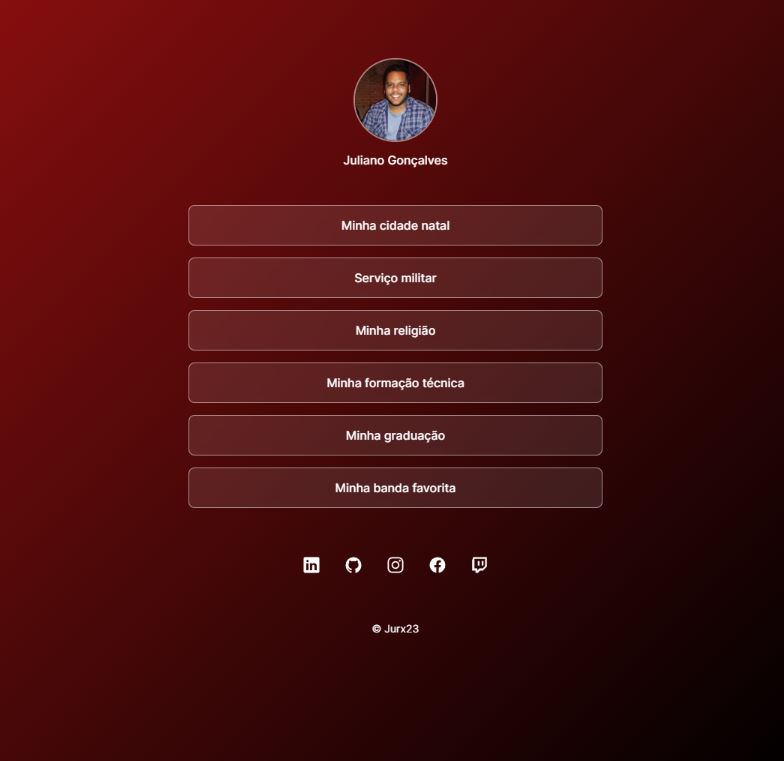 Juliano Gonçalves
Minha cidade natal
Serviço militar
Minha religião
Minha formação técnica
Minha graduação
Minha banda favorita
© Jurx23